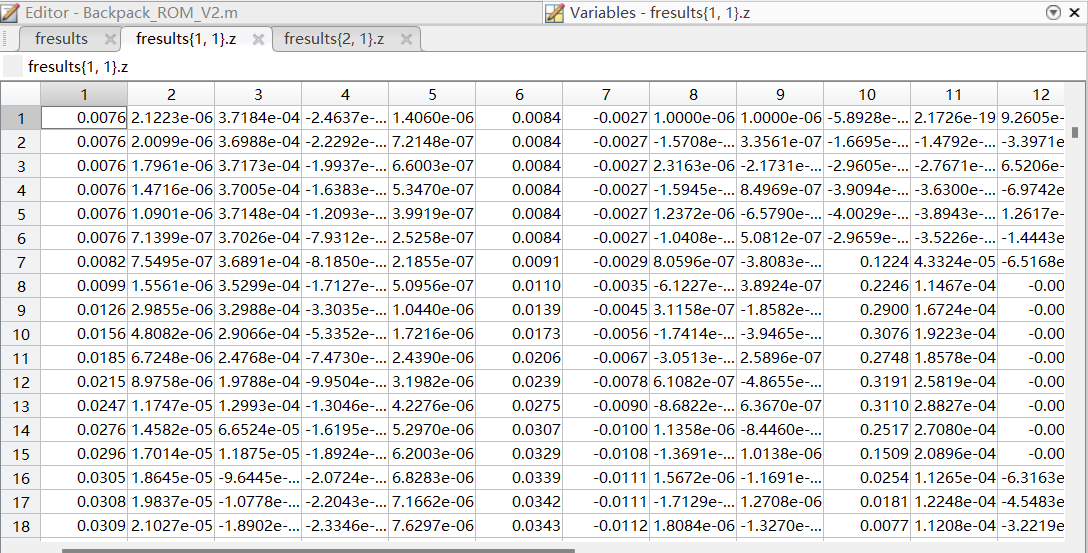 Editor - Backpack_ROM_V2.m Variables - fresults{1, 1}.z
fresults fresults{1, 1}.z fresults{2, 1}.z
fresults{1, 1}.z
1 2 3 4 5 6 7 8 9 10 11 12
1 0.0076 2.1223e-06 3.7184e-04 -2.4637e-... 1.4060e-06 0.0084 -0.0027 1.0000e-06 1.0000e-06 -5.8928e-... 2.1726e-19 9.2605e-
2 0.0076 2.0099e-06 3.6988e-04 -2.2292e-... 7.2148e-07 0.0084 -0.0027 -1.5708e-... 3.3561e-07 -1.6695e-... -1.4792e-... -3.3971e-
3 0.0076 1.7961e-06 3.7173e-04 -1.9937e-... 6.6003e-07 0.0084 -0.0027 2.3163e-06 -2.1731e-... -2.9605e-... -2.7671e-... 6.5206e-
4 0.0076 1.4716e-06 3.7005e-04 -1.6383e-... 5.3470e-07 0.0084 -0.0027 -1.5945e-... 8.4969e-07 -3.9094e-... -3.6300e-... -6.9742e-
5 0.0076 1.0901e-06 3.7148e-04 -1.2093e-... 3.9919e-07 0.0084 -0.0027 1.2372e-06 -6.5790e-... -4.0029e-... -3.8943e-... 1.2617e-
6 0.0076 7.1399e-07 3.7026e-04 -7.9312e-... 2.5258e-07 0.0084 -0.0027 -1.0408e-... 5.0812e-07 -2.9659e-... -3.5226e-... -1.4443e-
7 0.0082 7.5495e-07 3.6891e-04 -8.1850e-... 2.1855e-07 0.0091 -0.0029 8.0596e-07 -3.8083e-... 0.1224 4.3324e-05 -6.5168e-
8 0.0099 1.5561e-06 3.5299e-04 -1.7127e-... 5.0956e-07 0.0110 -0.0035 -6.1227e-... 3.8924e-07 0.2246 1.1467e-04 -0.00
9 0.0126 2.9855e-06 3.2988e-04 -3.3035e-... 1.0440e-06 0.0139 -0.0045 3.1158e-07 -1.8582e-... 0.2900 1.6724e-04 -0.00
10 0.0156 4.8082e-06 2.9066e-04 -5.3352e-... 1.7216e-06 0.0173 -0.0056 -1.7414e-... -3.9465e-... 0.3076 1.9223e-04 -0.00
11 0.0185 6.7248e-06 2.4768e-04 -7.4730e-... 2.4390e-06 0.0206 -0.0067 -3.0513e-... 2.5896e-07 0.2748 1.8578e-04 -0.00
12 0.0215 8.9758e-06 1.9788e-04 -9.9504e-... 3.1982e-06 0.0239 -0.0078 6.1082e-07 -4.8655e-... 0.3191 2.5819e-04 -0.00
13 0.0247 1.1747e-05 1.2993e-04 -1.3046e-... 4.2276e-06 0.0275 -0.0090 -8.6822e-... 6.3670e-07 0.3110 2.8827e-04 -0.00
14 0.0276 1.4582e-05 6.6524e-05 -1.6195e-... 5.2970e-06 0.0307 -0.0100 1.1358e-06 -8.4460e-... 0.2517 2.7080e-04 -0.00
15 0.0296 1.7014e-05 1.1875e-05 -1.8924e-... 6.2003e-06 0.0329 -0.0108 -1.3691e-... 1.0138e-06 0.1509 2.0896e-04 -0.00
16 0.0305 1.8645e-05 -9.6445e-... -2.0724e-... 6.8283e-06 0.0339 -0.0111 1.5672e-06 -1.1691e-... 0.0254 1.1265e-04 -6.3163e-
17 0.0308 1.9837e-05 -1.0778e-... -2.2043e-... 7.1662e-06 0.0342 -0.0111 -1.7129e-... 1.2708e-06 0.0181 1.2248e-04 -4.5483e-
18 0.0309 2.1027e-05 -1.8902e-... -2.3346e-... 7.6297e-06 0.0343 -0.0112 1.8084e-06 -1.3270e-... 0.0077 1.1208e-04 -3.2219e-